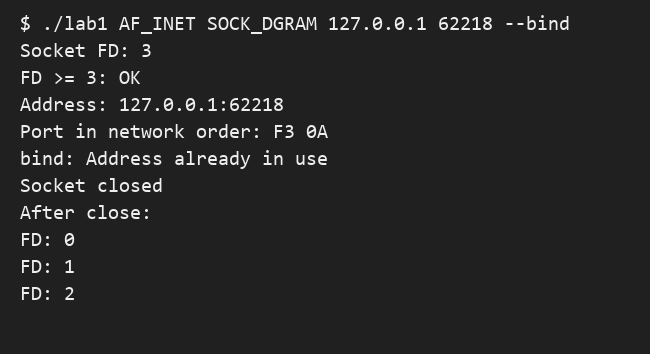 $ ./lab1 AF_INET SOCK_DGRAM 127.0.0.1 62218 --bind
Socket FD: 3
FD >= 3: OK
Address: 127.0.0.1:62218
Port in network order: F3 0A
bind: Address already in use
Socket closed
After close:
FD: 0
FD: 1
FD: 2